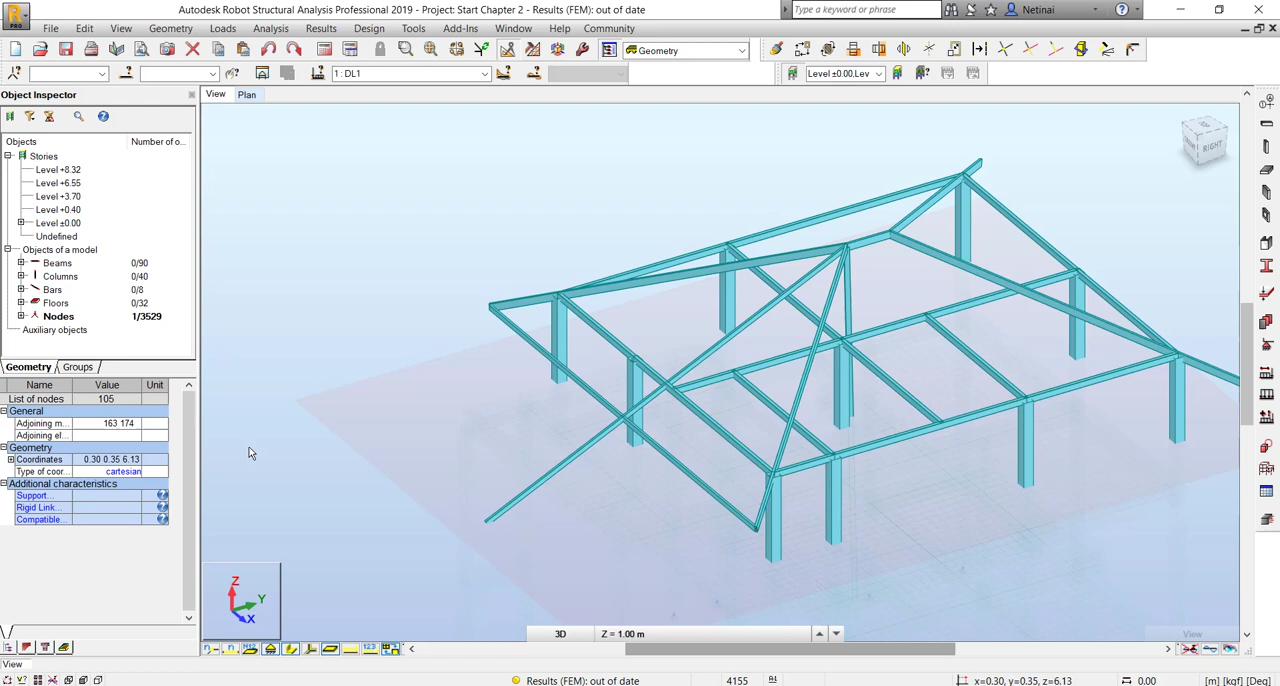 Autodesk Robot Structural Analysis Professional 2019 - Project: Start Chapter 2 - Results (FEM): out of date
Type a keyword or phrase
Netinai
PRO
File Edit View Geometry Loads Analysis Results Design Tools Add-Ins Window Help Community
Geometry
1: DL1
Level ±0.00.Lev
Object Inspector
View Plan
Objects Number of o...
Stories
Level +8.32
Level +6.55
Level +3.70
Level +0.40
Level ±0.00
Undefined
Objects of a model
Beams 0/90
Columns 0/40
Bars 0/8
Floors 0/32
Nodes 1/3529
Auxiliary objects
Geometry Groups
Name Value Unit
List of nodes 105
General
Adjoining m... 163 174
Adjoining el...
Geometry
Coordinates 0.30 0.35 6.13
Type of coor... cartesian
Additional characteristics
Support...
Rigid Link...
Compatible...
RIGHT
Z
Y
X
3D Z = 1.00 m
View
View
Results (FEM): out of date 4155 x=0.30, y=0.35, z=6.13 0.00 [m] [kgf] [Deg]